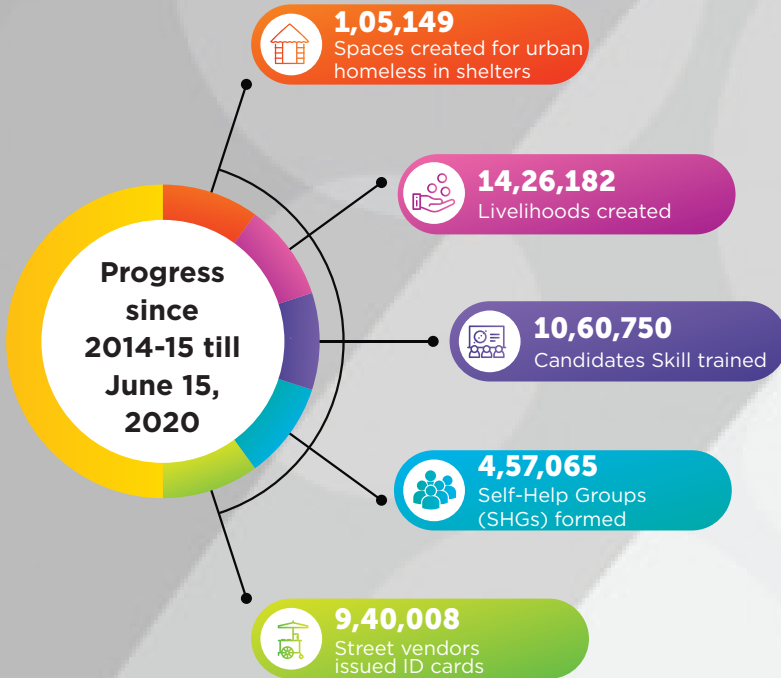 1,05,149
Spaces created for urban
homeless in shelters
14,26,182
Livelihoods created
Progress
since
2014-15 till
June 15,
2020
10,60,750
Candidates Skill trained
4,57,065
Self-Help Groups
(SHGs) formed
9,40,008
Street vendors
issued ID cards